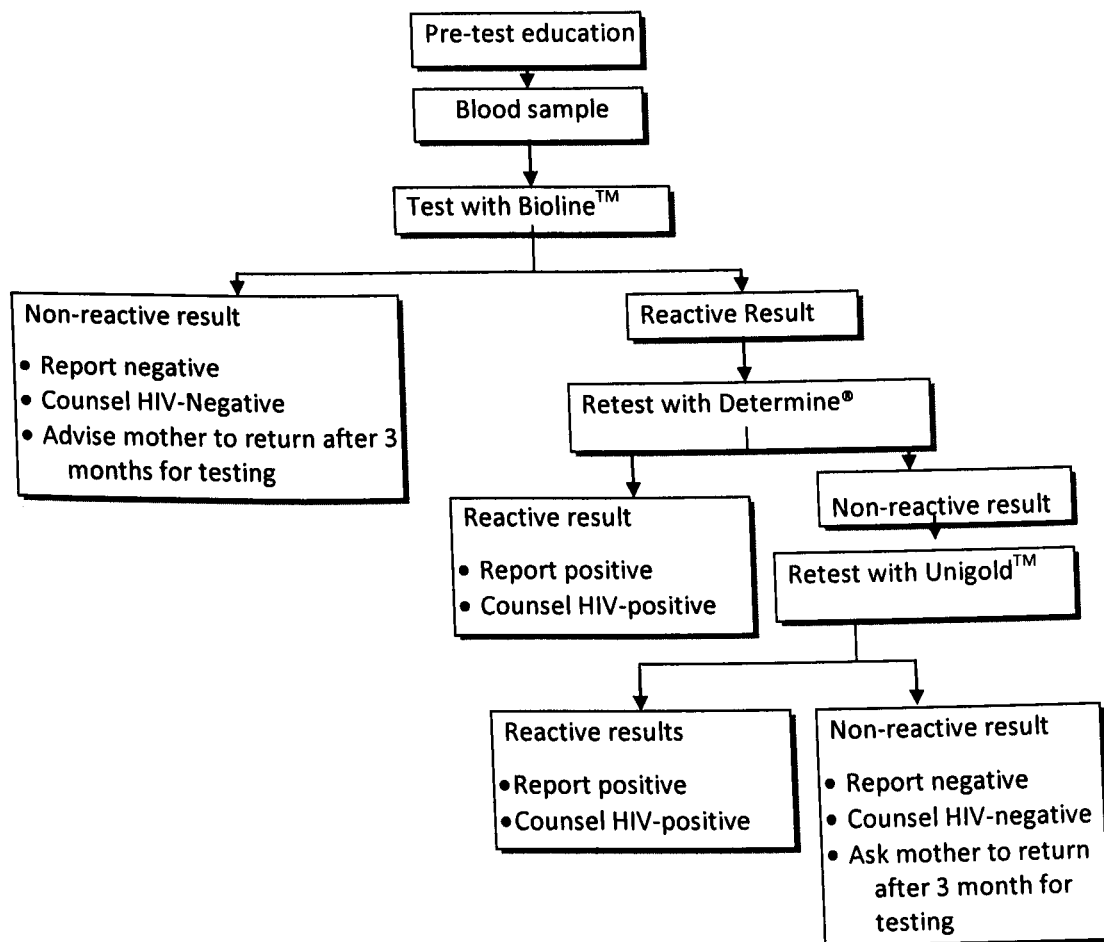 Pre-test education
Blood sample
Test with Bioline™
Non-reactive result
• Report negative
• Counsel HIV-Negative
• Advise mother to return after 3
months for testing
Reactive Result
Retest with Determine®
Reactive result
• Report positive
• Counsel HIV-positive
Non-reactive result
Retest with Unigold™
Reactive results
• Report positive
• Counsel HIV-positive
Non-reactive result
• Report negative
• Counsel HIV-negative
• Ask mother to return
after 3 month for
testing